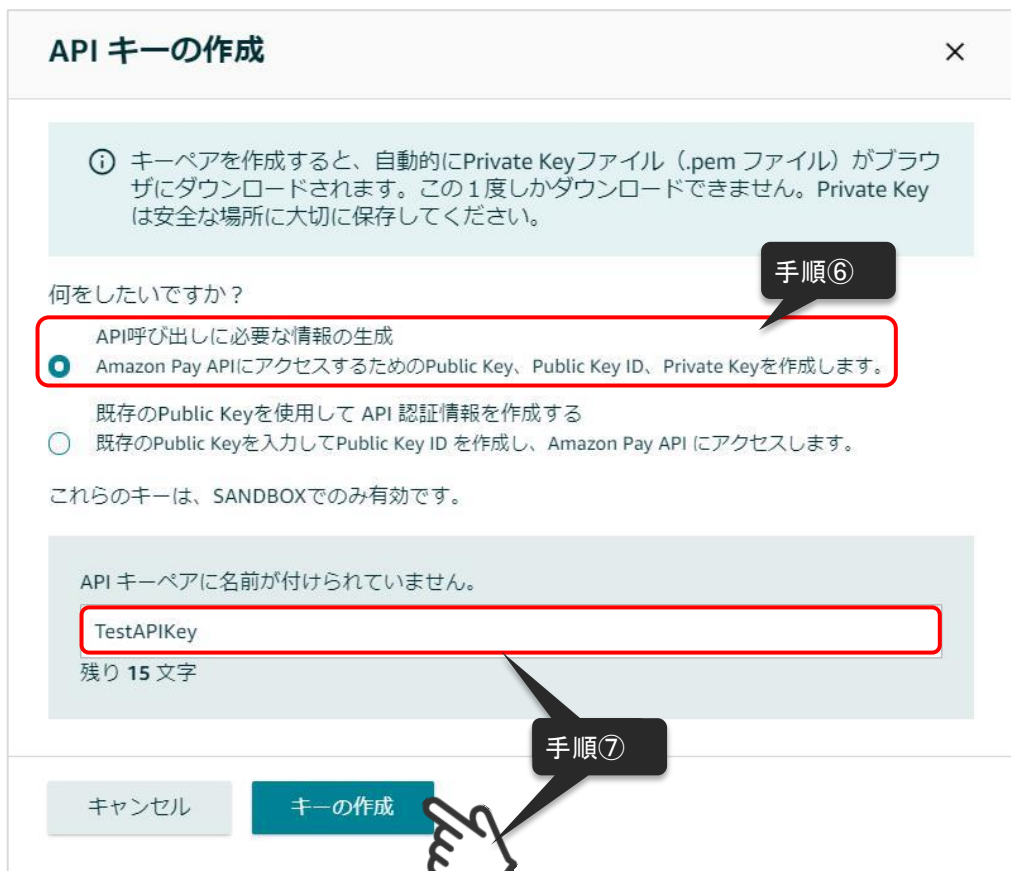 API キーの作成
キーペアを作成すると、自動的にPrivate Keyファイル（.pem ファイル）がブラウ
ザにダウンロードされます。この１度しかダウンロードできません。Private Key
は安全な場所に大切に保存してください。
手順⑥
何をしたいですか？
API呼び出しに必要な情報の生成
Amazon Pay APIにアクセスするためのPublic Key、Public Key ID、Private Keyを作成します。
既存のPublic Keyを使用して API 認証情報を作成する
既存のPublic Keyを入力してPublic Key ID を作成し、Amazon Pay API にアクセスします。
これらのキーは、SANDBOXでのみ有効です。
API キーペアに名前が付けられていません。
TestAPIKey
残り 15 文字
手順⑦
キャンセル
キーの作成